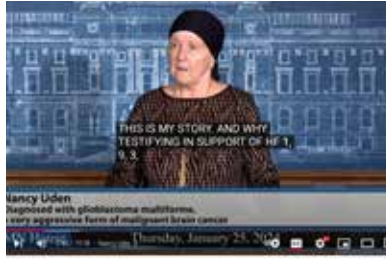 THIS IS MY STORY. AND WHY
TESTIFYING IN SUPPORT OF HF 1,
9, 3,
Nancy Uden
Diagnosed with glioblastoma multiforme,
a very aggressive form of malignant brain cancer
Thursday, January 25, 2024